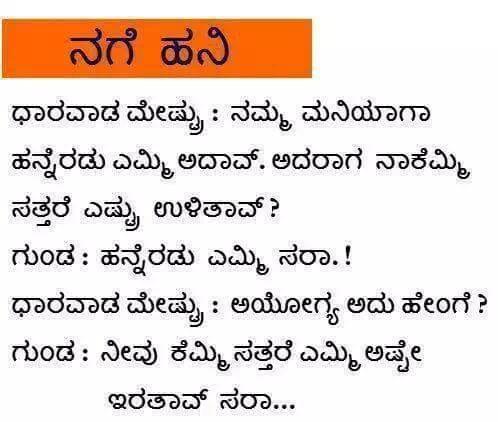 ನಗೆ ಹನಿ
ಧಾರವಾಡ ಮೇಷ್ಟ್ರು : ನಮ್ಮ ಮನಿಯಾಗಾ
ಹನ್ನೆರಡು ಎಮ್ಮಿ ಅದಾವ್. ಅದರಾಗ ನಾಕೆಮ್ಮಿ
ಸತ್ತರೆ ಎಷ್ಟು ಉಳಿತಾವ್ ?
ಗುಂಡ : ಹನ್ನೆರಡು ಎಮ್ಮಿ ಸರಾ. !
ಧಾರವಾಡ ಮೇಷ್ಟ್ರು : ಅಯೋಗ್ಯ ಅದು ಹೇಂಗೆ ?
ಗುಂಡ : ನೀವು ಕೆಮ್ಮಿ ಸತ್ತರೆ ಎಮ್ಮಿ ಅಷ್ಟೇ
ಇರತಾವ್ ಸರಾ...